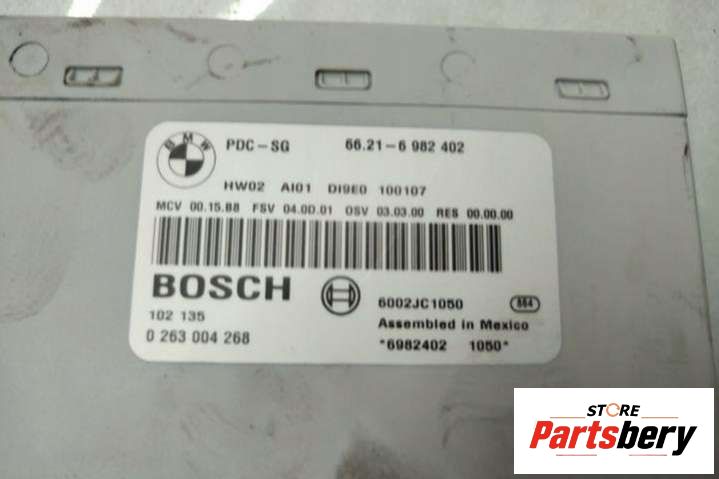 BMW
PDC-SG 66.21-6 982 402
HW02 AI01 DI9E0 100107
MCV 00.15.B8 FSV 04.0D.01 OSV 03.03.00 RES 00.00.00
BOSCH
6002JC1050 864
102 135
Assembled in Mexico
0 263 004 268
*6982402 1050*
STORE
Partsbery